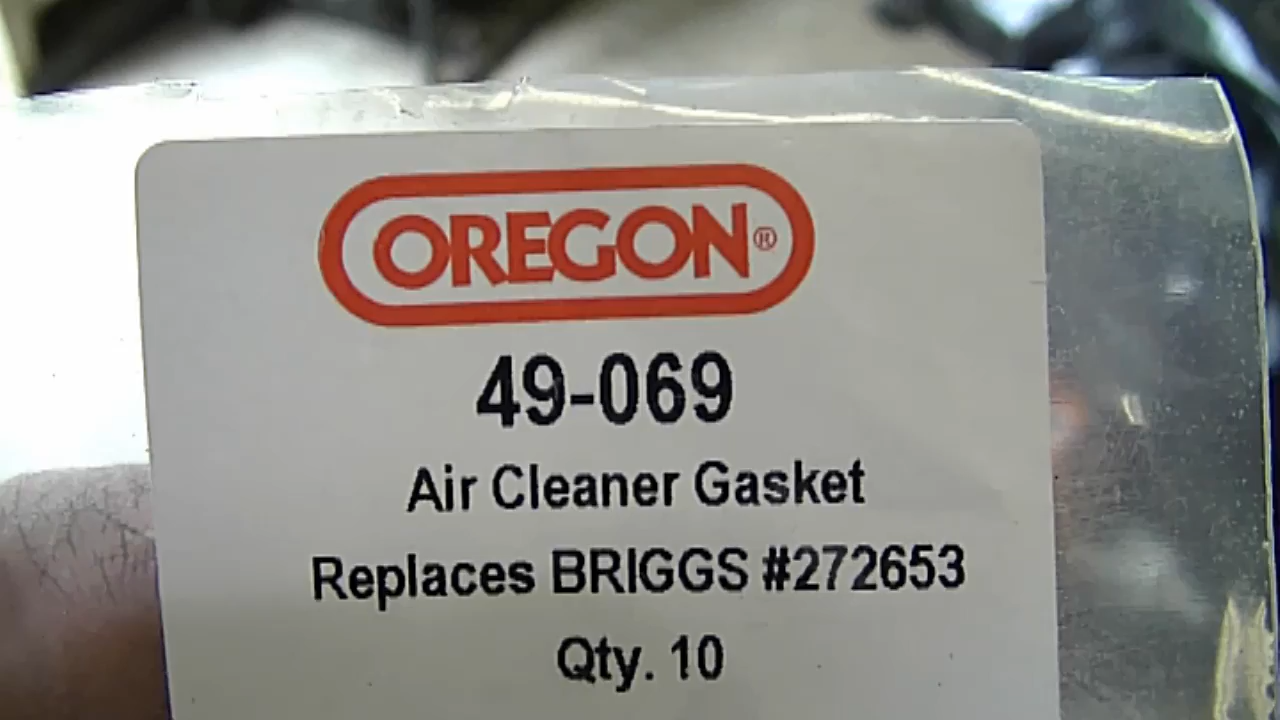 OREGON®
49-069
Air Cleaner Gasket
Replaces BRIGGS #272653
Qty. 10